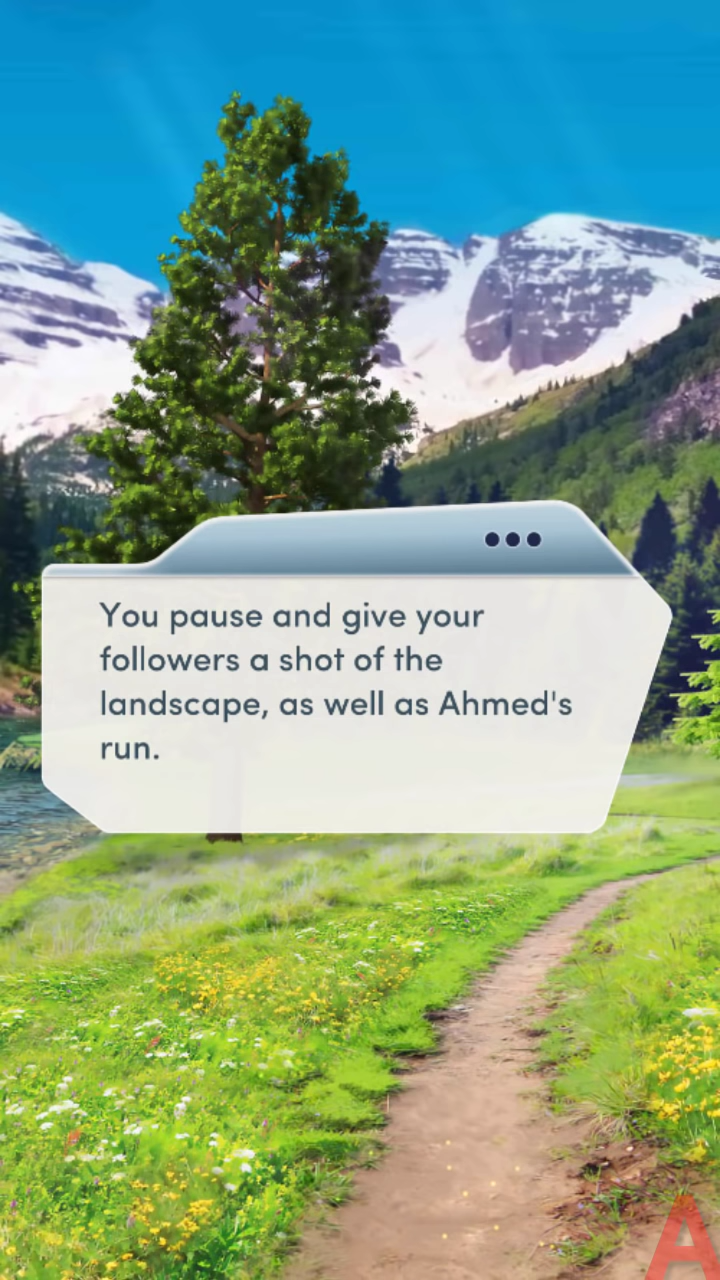 You pause and give your
followers a shot of the
landscape, as well as Ahmed's
run.
A